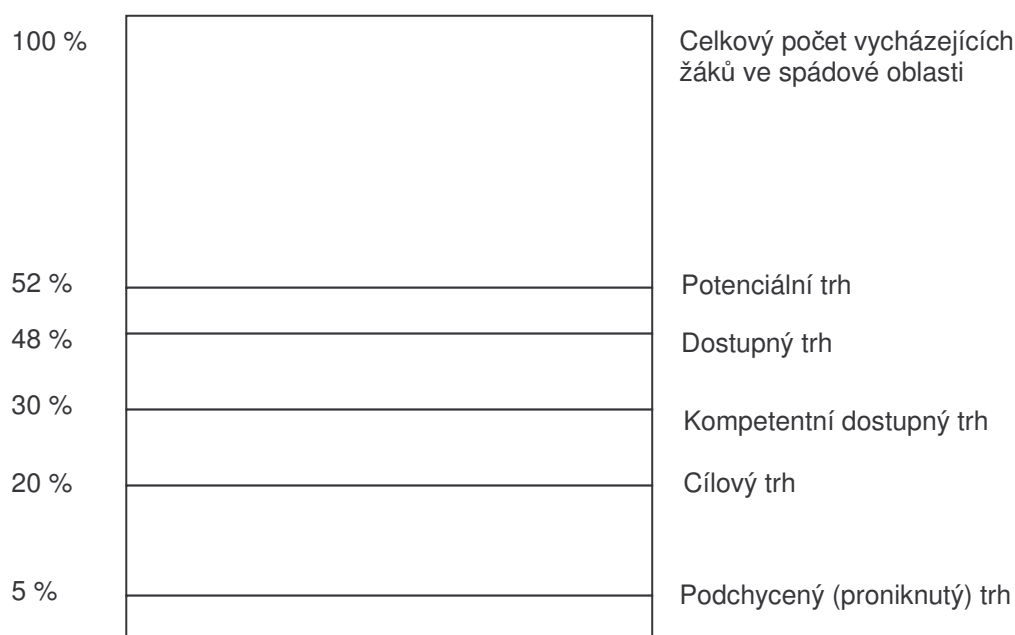 100 %
Celkový počet vycházejících
žáků ve spádové oblasti
52 %
Potenciální trh
48 %
Dostupný trh
30 %
Kompetentní dostupný trh
20 %
Cílový trh
5 %
Podchycený (proniknutý) trh